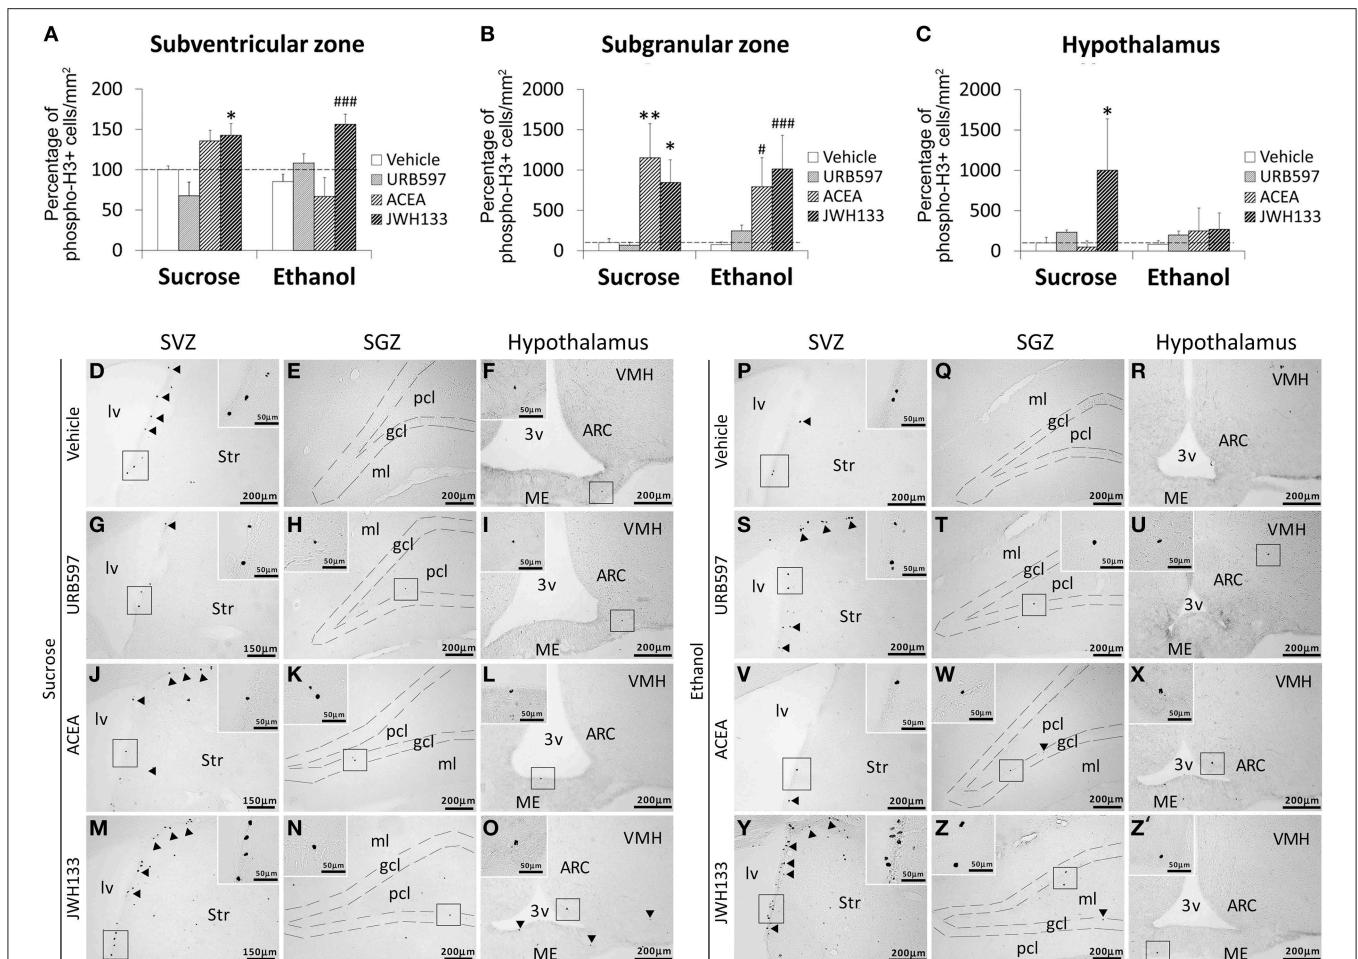 A Subventricular zone
Percentage of
phospho-H3+ cells/mm2
200
150
100
50
0
*
###
Vehicle
URB597
ACEA
JWH133
Sucrose Ethanol
B Subgranular zone
Percentage of
phospho-H3+ cells/mm2
2000
1500
1000
500
0
**
*
#
###
Vehicle
URB597
ACEA
JWH133
Sucrose Ethanol
C Hypothalamus
Percentage of
phospho-H3+ cells/mm2
2000
1500
1000
500
0
*
Vehicle
URB597
ACEA
JWH133
Sucrose Ethanol
SVZ SGZ Hypothalamus
Sucrose
Vehicle
D lv Str 50µm 200µm
E pcl gcl ml 200µm
F VMH 50µm 3v ARC ME 200µm
URB597
G lv Str 50µm 150µm
H ml gcl pcl 50µm 200µm
I VMH 50µm 3v ARC ME 200µm
ACEA
J lv Str 50µm 150µm
K pcl gcl ml 50µm 200µm
L VMH 50µm 3v ARC ME 200µm
JWH133
M lv Str 50µm 150µm
N ml gcl pcl 50µm 200µm
O VMH 50µm ARC 3v ME 200µm
SVZ SGZ Hypothalamus
Ethanol
Vehicle
P lv Str 50µm 200µm
Q ml gcl pcl 200µm
R VMH ARC 3v ME 200µm
URB597
S lv Str 50µm 200µm
T ml gcl pcl 50µm 200µm
U VMH 50µm ARC 3v ME 200µm
ACEA
V lv Str 50µm 200µm
W pcl gcl ml 50µm 200µm
X VMH 50µm 3v ARC ME 200µm
JWH133
Y lv Str 50µm 200µm
Z ml gcl pcl 50µm 200µm
Z' VMH 50µm 3v ARC ME 200µm